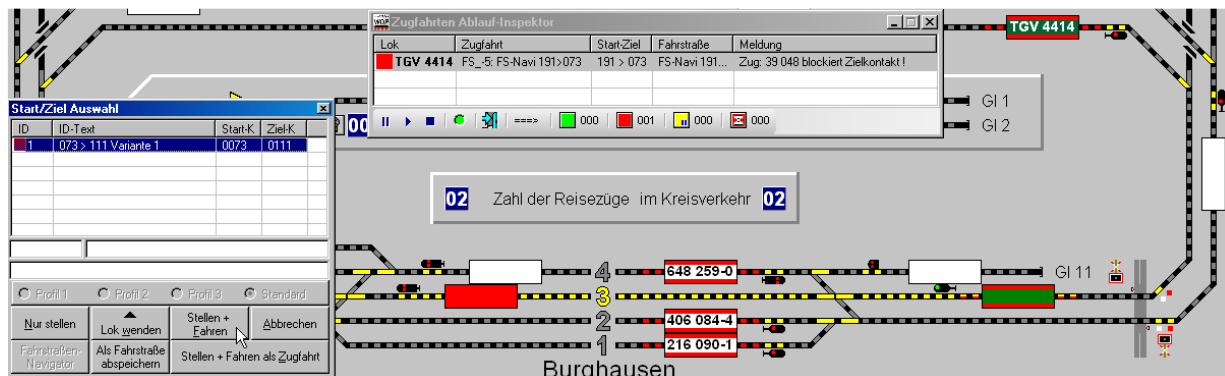 Zugfahrten Ablauf-Inspektor
Lok Zugfahrt Start-Ziel Fahrstraße Meldung
TGV 4414 FS_-5: FS-Navi 191>073 191 > 073 FS-Navi 191... Zug: 39 048 blockiert Zielkontakt !
===> 000 001 000 000
TGV 4414
Gl 1
Gl 2
00
Start/Ziel Auswahl
ID ID-Text Start-K Ziel-K
1 073 > 111 Variante 1 0073 0111
Profil 1 Profil 2 Profil 3 Standard
Nur stellen
Lok wenden
Stellen +
Fahren
Abbrechen
Fahrstraßen-
Navigator
Als Fahrstraße
abspeichern
Stellen + Fahren als Zugfahrt
02 Zahl der Reisezüge im Kreisverkehr 02
4 648 259-0 Gl 11
3
2 406 084-4
1 216 090-1
Burghausen